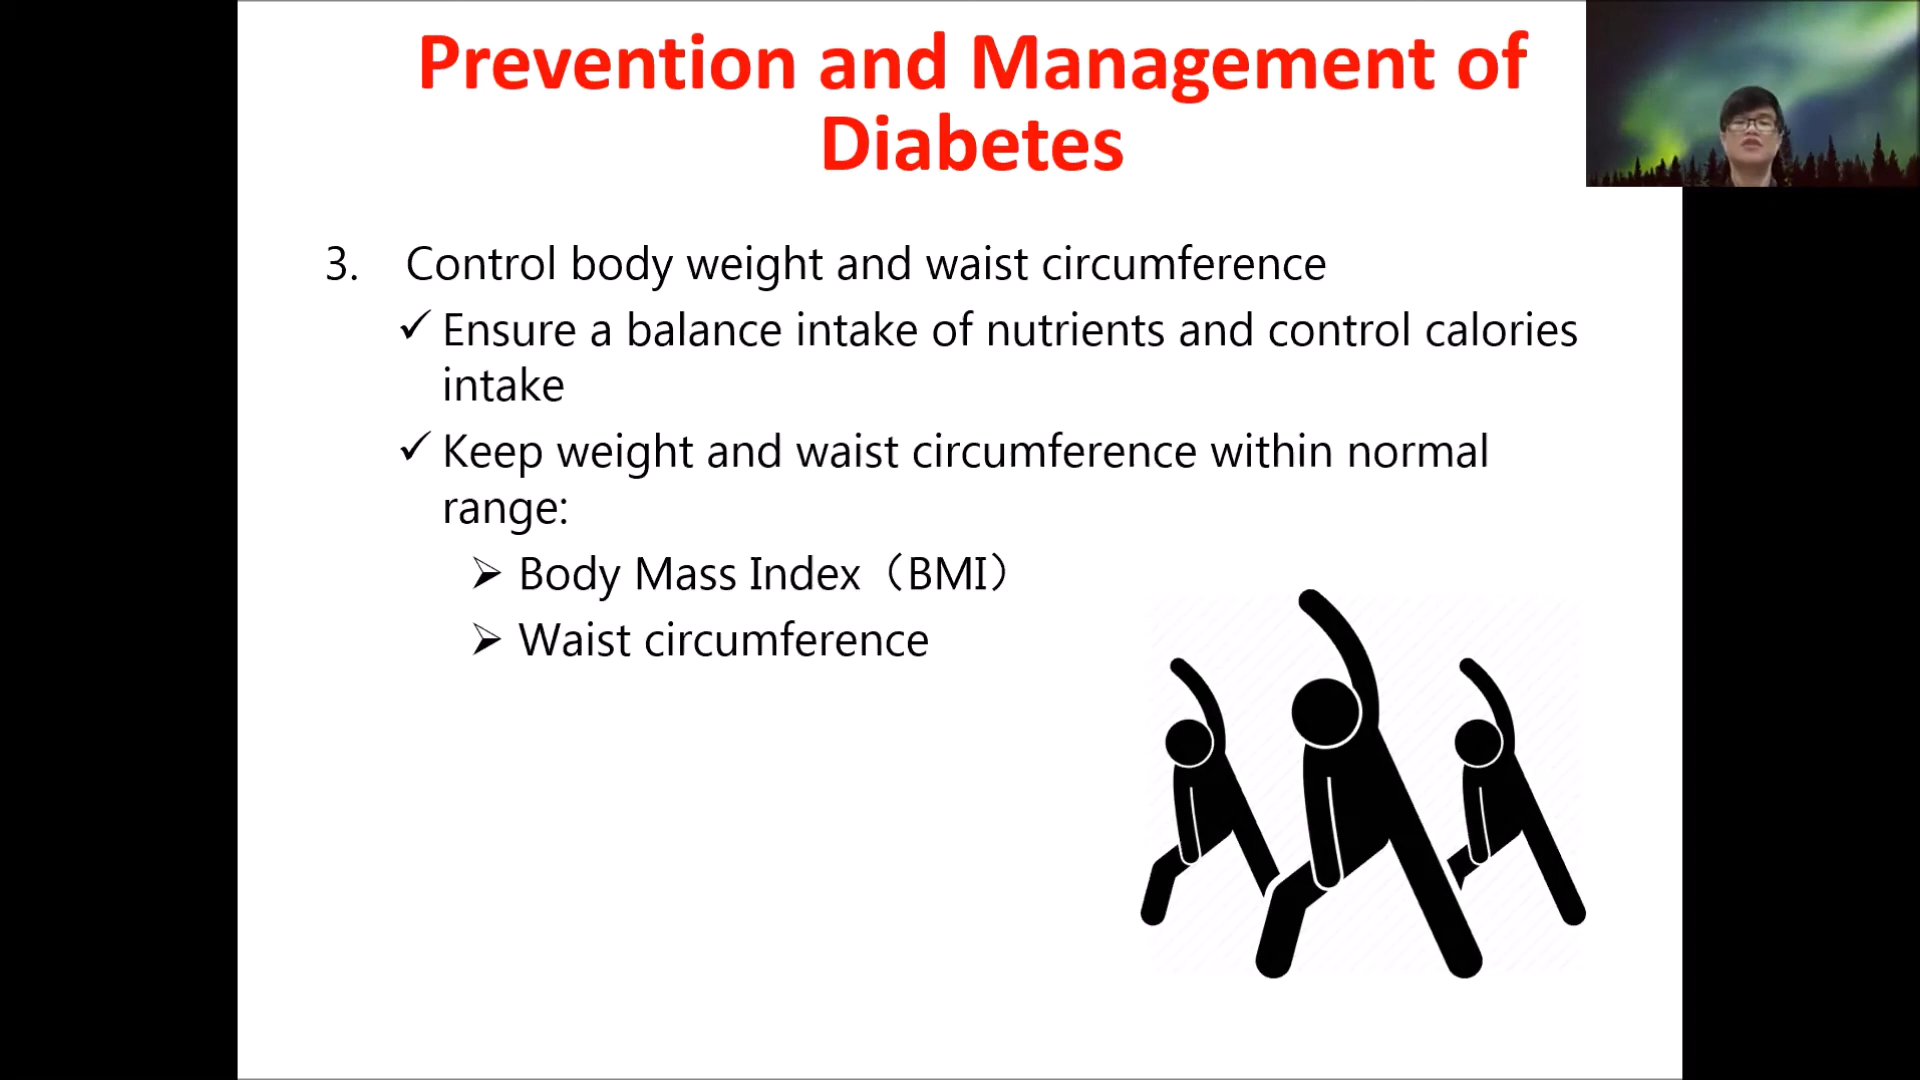 Prevention and Management of
Diabetes
3. Control body weight and waist circumference
✓ Ensure a balance intake of nutrients and control calories
intake
✓ Keep weight and waist circumference within normal
range:
➢ Body Mass Index（BMI）
➢ Waist circumference